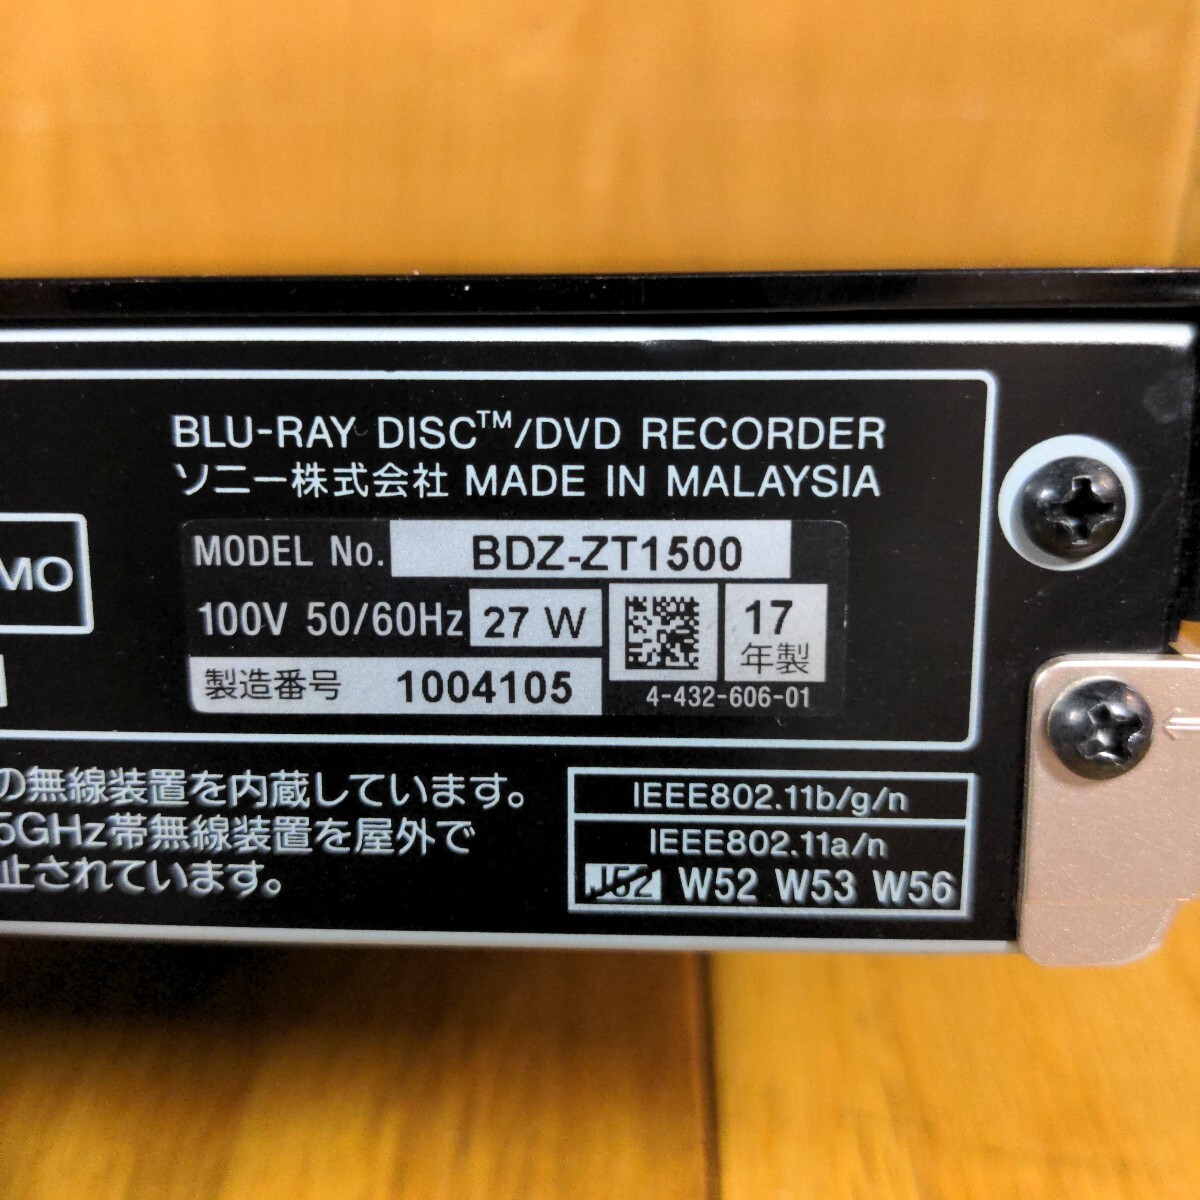 BLU-RAY DISC™/DVD RECORDER
ソニー株式会社 MADE IN MALAYSIA
MO
MODEL No. BDZ-ZT1500
100V 50/60Hz 27 W
17
年製
製造番号 1004105
4-432-606-01
の無線装置を内蔵しています。
5GHz帯無線装置を屋外で
止されています。
IEEE802.11b/g/n
IEEE802.11a/n
J52 W52 W53 W56